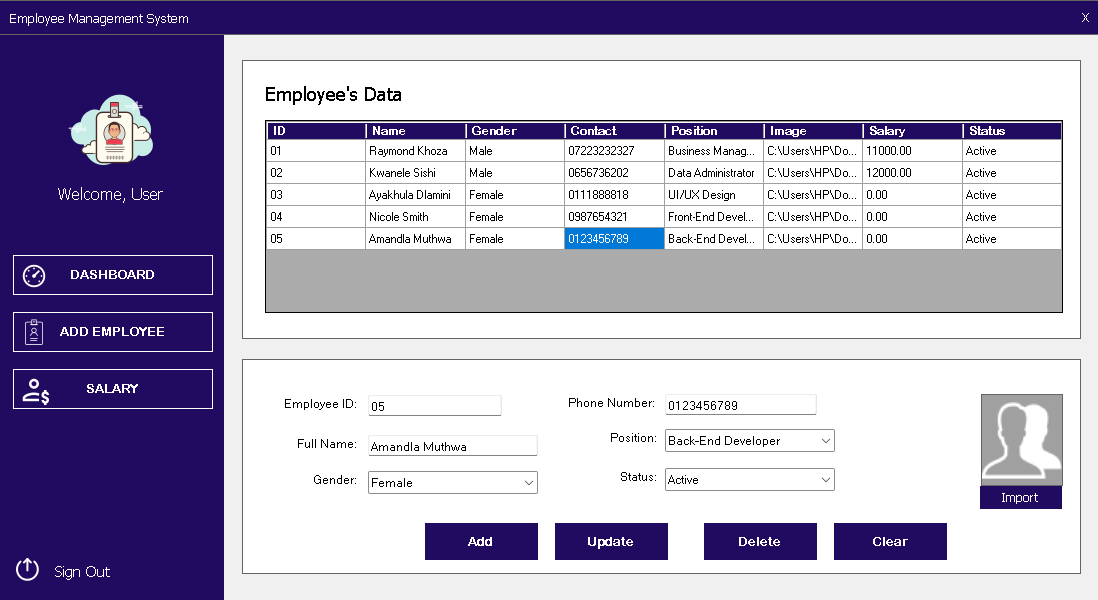 Employee Management System X
Welcome, User
DASHBOARD
ADD EMPLOYEE
SALARY
Sign Out
Employee's Data
ID Name Gender Contact Position Image Salary Status
01 Raymond Khoza Male 07223232327 Business Manag... C:\Users\HP\Do... 11000.00 Active
02 Kwanele Sishi Male 0656736202 Data Administrator C:\Users\HP\Do... 12000.00 Active
03 Ayakhula Dlamini Female 0111888818 UI/UX Design C:\Users\HP\Do... 0.00 Active
04 Nicole Smith Female 0987654321 Front-End Devel... C:\Users\HP\Do... 0.00 Active
05 Amandla Muthwa Female 0123456789 Back-End Devel... C:\Users\HP\Do... 0.00 Active
Employee ID: 05 Phone Number: 0123456789
Full Name: Amandla Muthwa Position: Back-End Developer
Gender: Female Status: Active
Import
Add Update Delete Clear